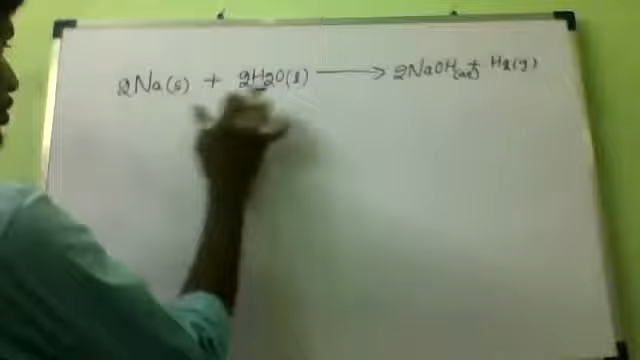 2Na(s) + 2H2O(l) ⟶ 2NaOH(aq) + H2(g)